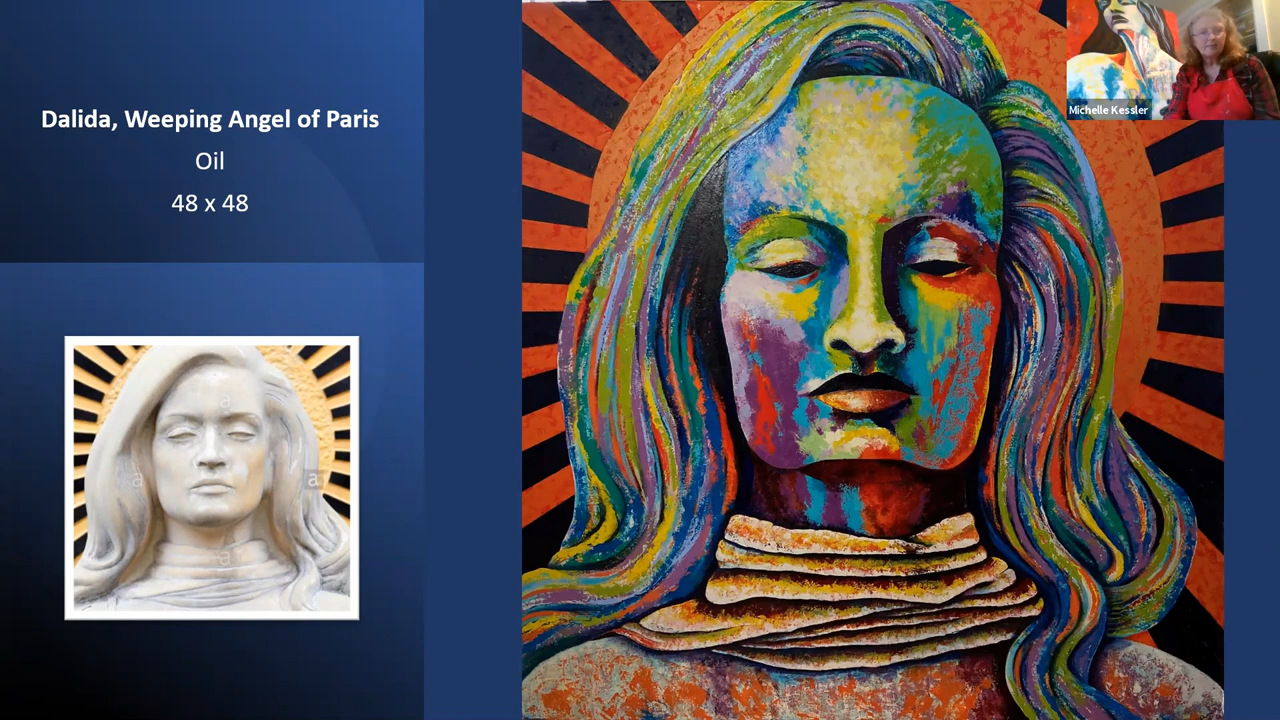 Dalida, Weeping Angel of Paris
Oil
48 x 48
Michelle Kessler
a
a
a
a